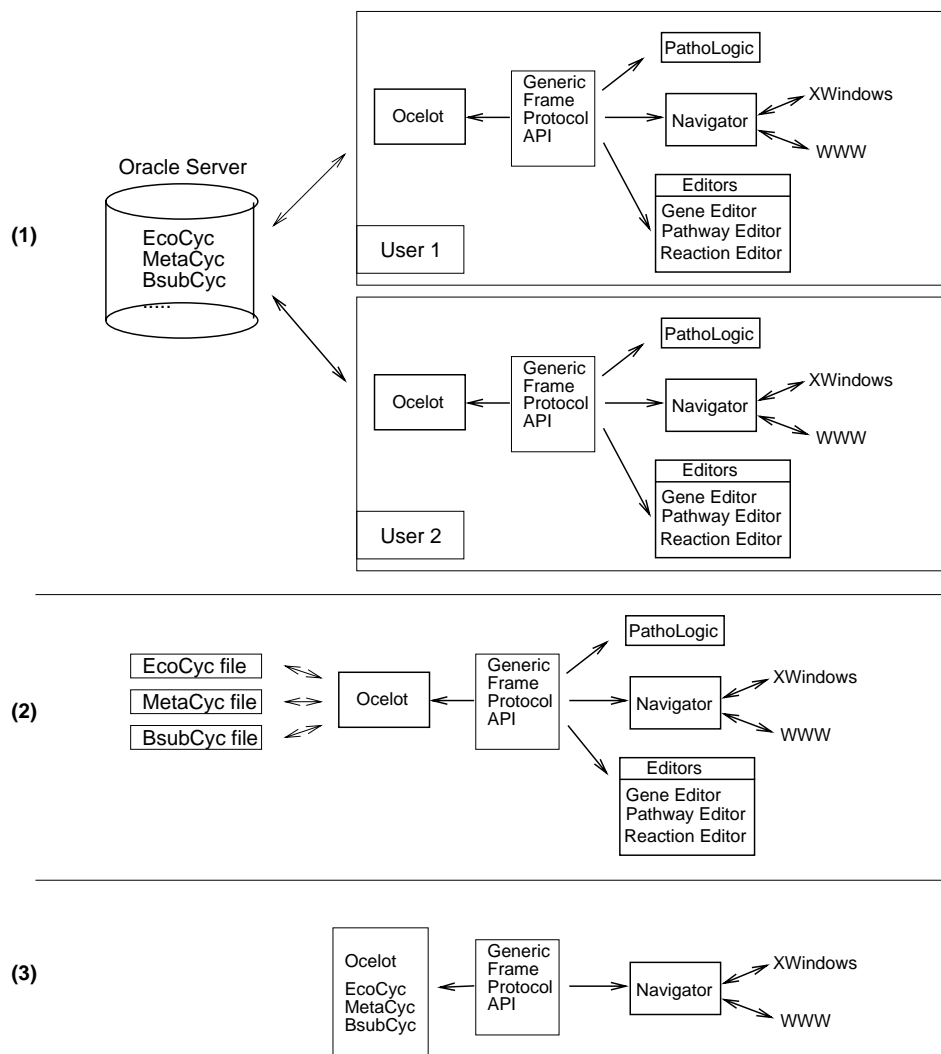 (1)
Oracle Server
EcoCyc
MetaCyc
BsubCyc
.....
Ocelot
Generic
Frame
Protocol
API
PathoLogic
Navigator
XWindows
WWW
Editors
Gene Editor
Pathway Editor
Reaction Editor
User 1
Ocelot
Generic
Frame
Protocol
API
PathoLogic
Navigator
XWindows
WWW
Editors
Gene Editor
Pathway Editor
Reaction Editor
User 2
(2)
EcoCyc file
MetaCyc file
BsubCyc file
Ocelot
Generic
Frame
Protocol
API
PathoLogic
Navigator
XWindows
WWW
Editors
Gene Editor
Pathway Editor
Reaction Editor
(3)
Ocelot
EcoCyc
MetaCyc
BsubCyc
Generic
Frame
Protocol
API
Navigator
XWindows
WWW